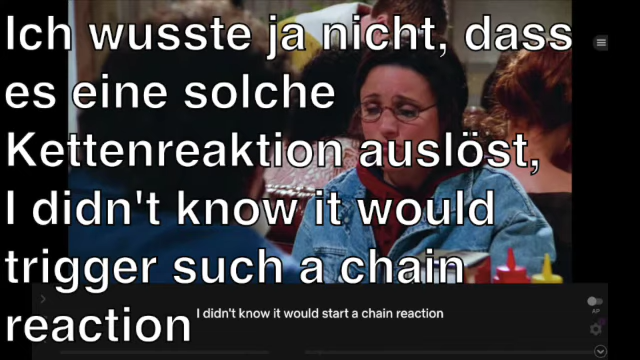 Ich wusste ja nicht, dass
es eine solche
Kettenreaktion auslöst,
I didn't know it would
trigger such a chain
reaction
I didn't know it would start a chain reaction
AP